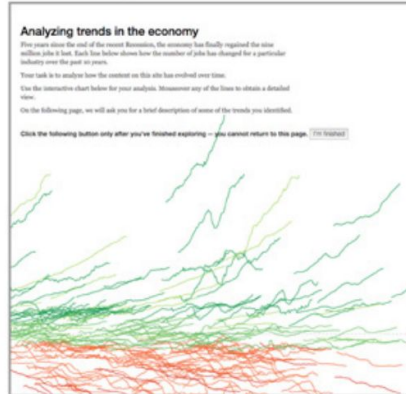 Analyzing trends in the economy
Five years since the end of the recent Recession, the economy has finally regained the nine
million jobs it lost. Each line below shows how the number of jobs has changed for a particular
industry over the past 10 years.
Your task is to analyze how the content on this site has evolved over time.
Use the interactive chart below for your analysis. Mouseover any of the lines to obtain a detailed
view.
On the following page, we will ask you for a brief description of some of the trends you identified.
Click the following button only after you've finished exploring -- you cannot return to this page. I'm finished